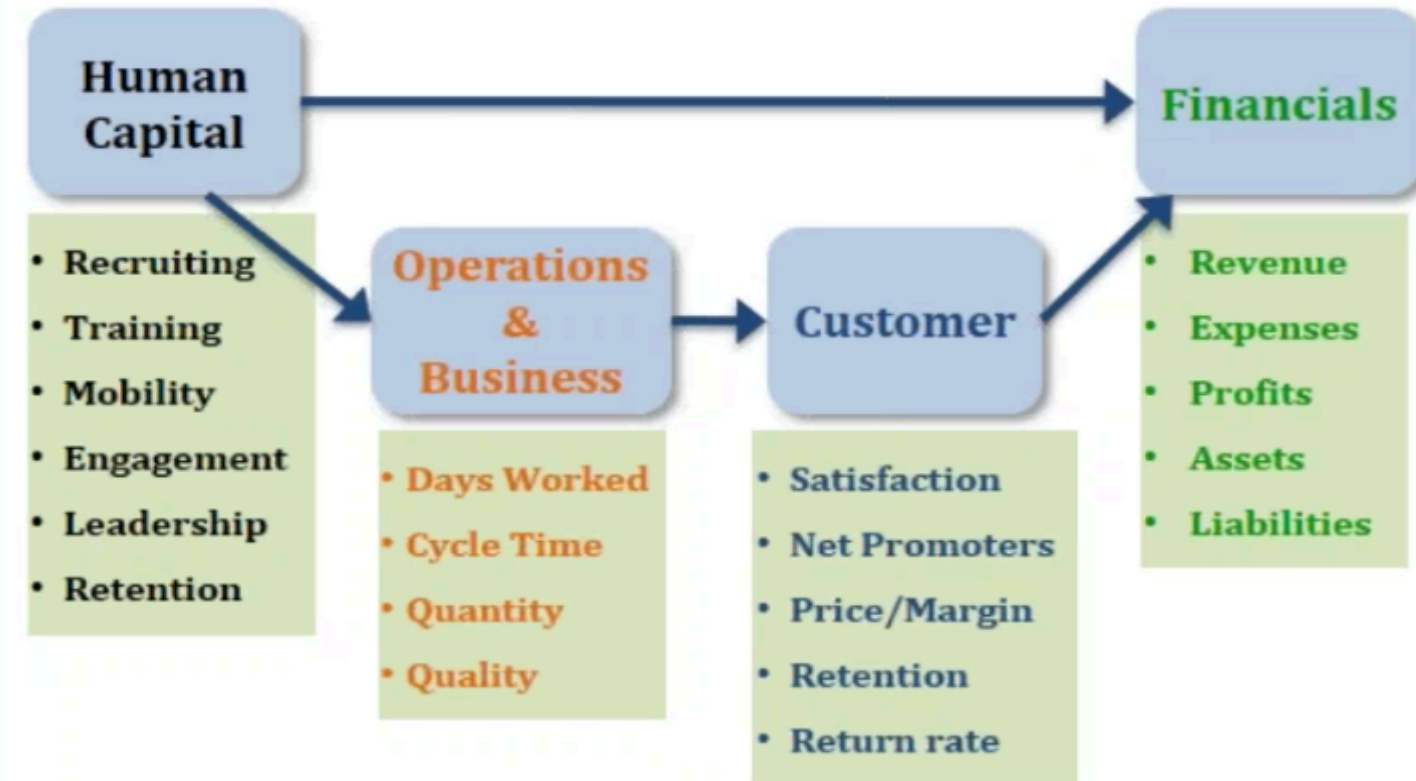 Human
Capital
Financials
• Recruiting
• Training
• Mobility
• Engagement
• Leadership
• Retention
Operations
&
Business
• Days Worked
• Cycle Time
• Quantity
• Quality
Customer
• Satisfaction
• Net Promoters
• Price/Margin
• Retention
• Return rate
• Revenue
• Expenses
• Profits
• Assets
• Liabilities